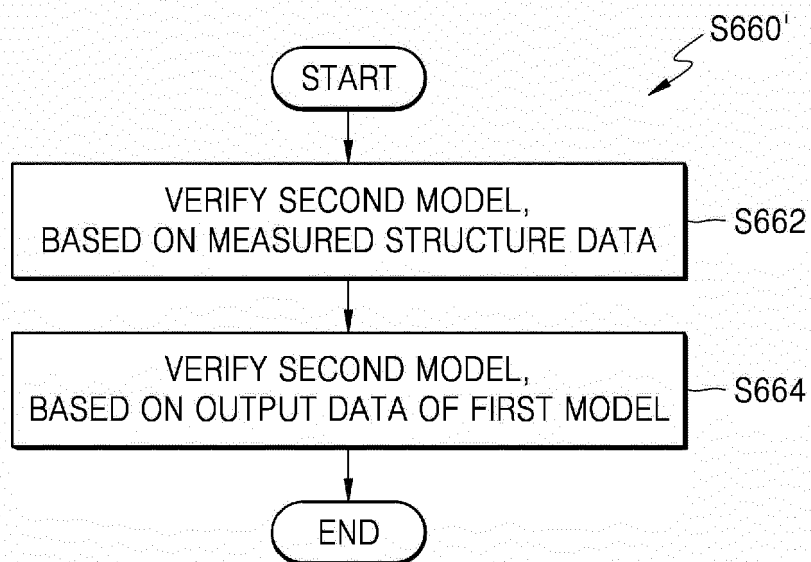 S660'
START
VERIFY SECOND MODEL,
BASED ON MEASURED STRUCTURE DATA
S662
VERIFY SECOND MODEL,
BASED ON OUTPUT DATA OF FIRST MODEL
S664
END